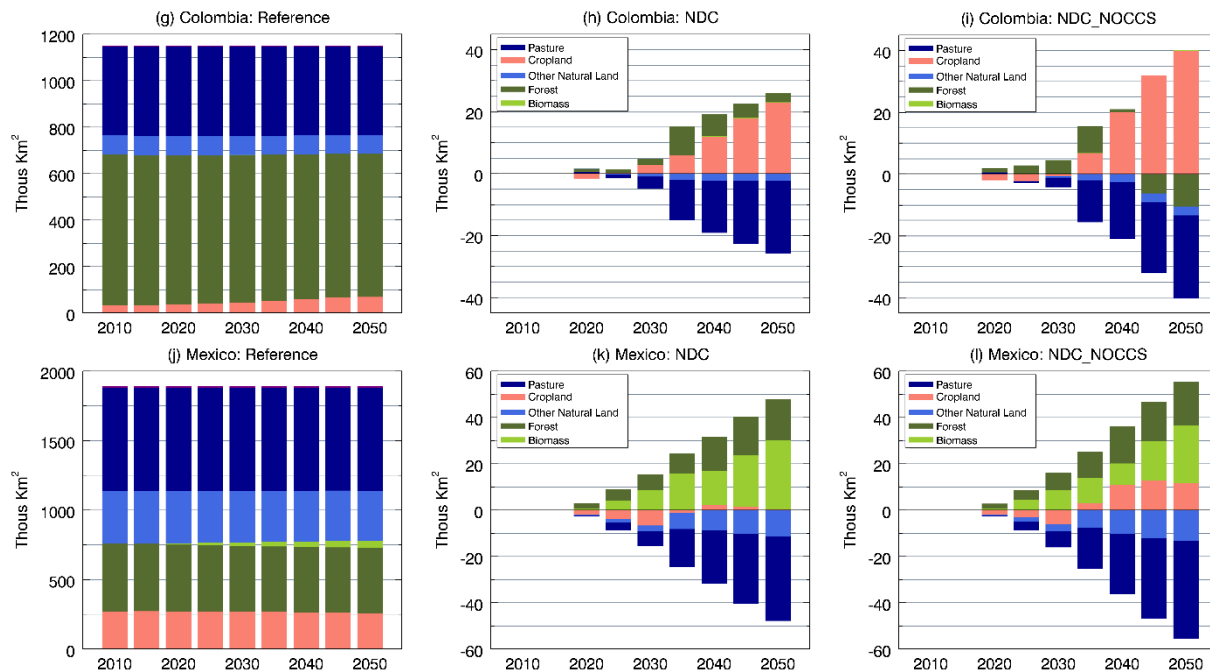 (g) Colombia: Reference
(h) Colombia: NDC
(i) Colombia: NDC_NOCCS
Thous Km²
1200
1000
800
600
400
200
0
2010 2020 2030 2040 2050
Thous Km²
40
20
0
-20
-40
Pasture
Cropland
Other Natural Land
Forest
Biomass
2010 2020 2030 2040 2050
Thous Km²
40
20
0
-20
-40
Pasture
Cropland
Other Natural Land
Forest
Biomass
2010 2020 2030 2040 2050
(j) Mexico: Reference
(k) Mexico: NDC
(l) Mexico: NDC_NOCCS
Thous Km²
2000
1500
1000
500
0
2010 2020 2030 2040 2050
Thous Km²
60
40
20
0
-20
-40
-60
Pasture
Cropland
Other Natural Land
Forest
Biomass
2010 2020 2030 2040 2050
Thous Km²
60
40
20
0
-20
-40
-60
Pasture
Cropland
Other Natural Land
Forest
Biomass
2010 2020 2030 2040 2050